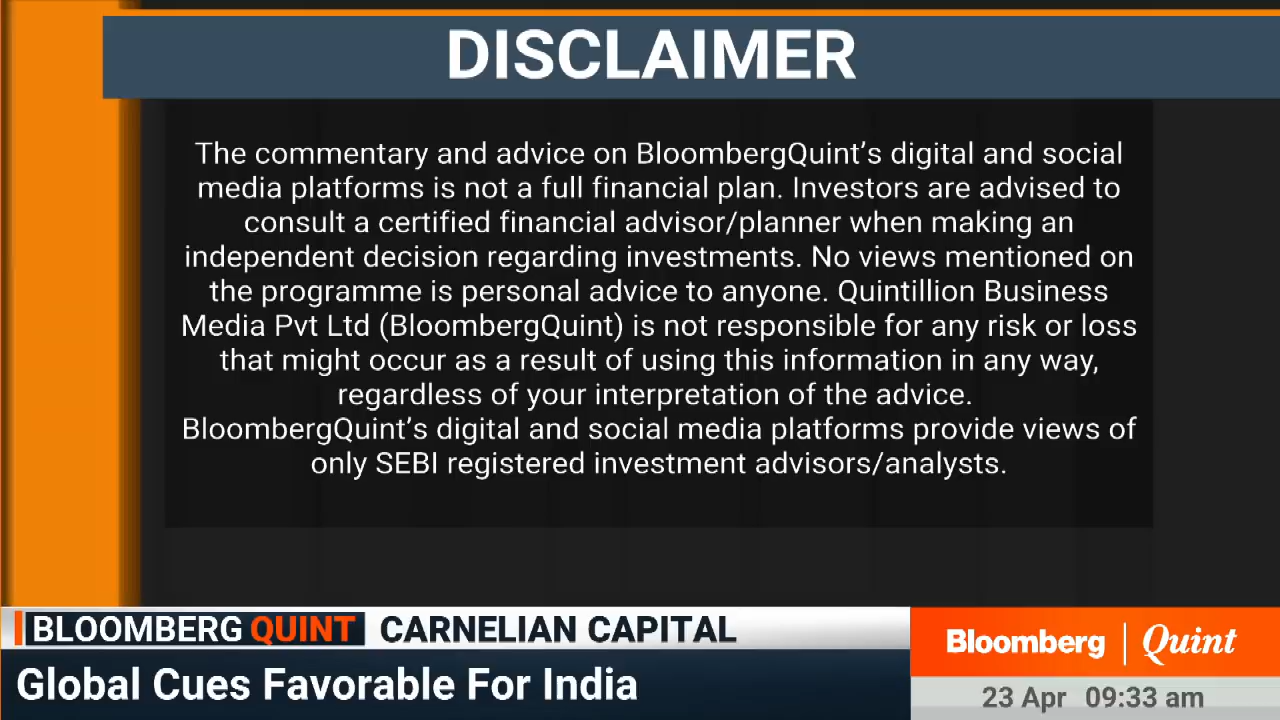 DISCLAIMER
The commentary and advice on BloombergQuint's digital and social
media platforms is not a full financial plan. Investors are advised to
consult a certified financial advisor/planner when making an
independent decision regarding investments. No views mentioned on
the programme is personal advice to anyone. Quintillion Business
Media Pvt Ltd (BloombergQuint) is not responsible for any risk or loss
that might occur as a result of using this information in any way,
regardless of your interpretation of the advice.
BloombergQuint's digital and social media platforms provide views of
only SEBI registered investment advisors/analysts.
BLOOMBERG QUINT CARNELIAN CAPITAL
Global Cues Favorable For India
Bloomberg | Quint
23 Apr 09:33 am